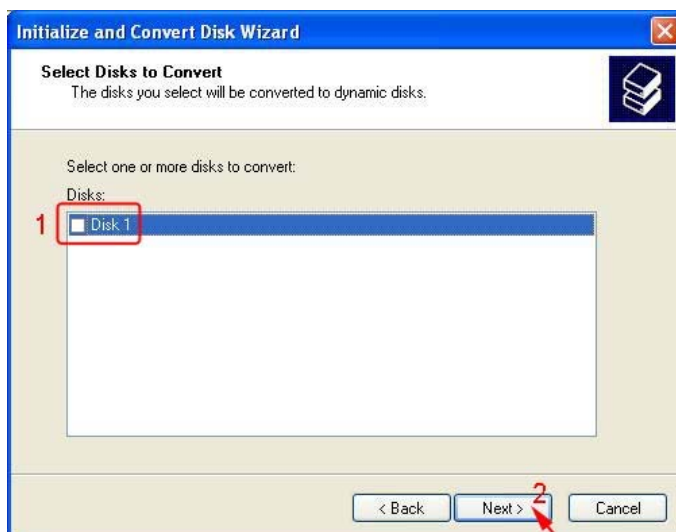 Initialize and Convert Disk Wizard
Select Disks to Convert
The disks you select will be converted to dynamic disks.
Select one or more disks to convert:
Disks:
1 Disk 1
2
< Back Next > Cancel